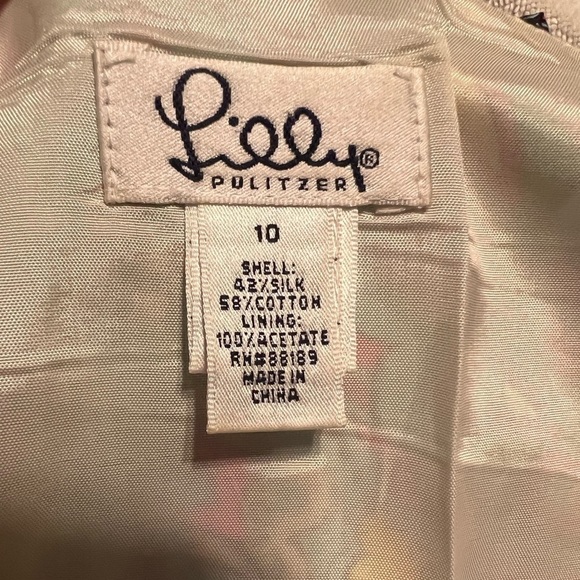 Lilly®
PULITZER
10
SHELL:
42%SILK
58%COTTON
LINING:
100%ACETATE
RN#88189
MADE IN
CHINA